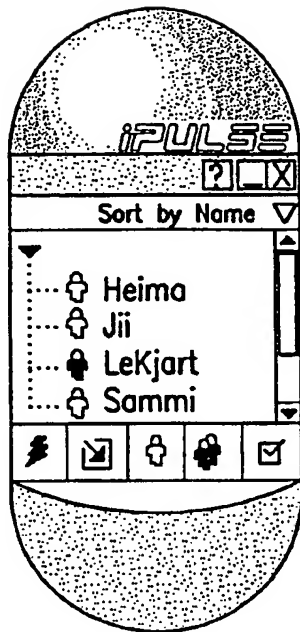 iPULSE
? _ X
Sort by Name
Heima
Jii
LeKjart
Sammi